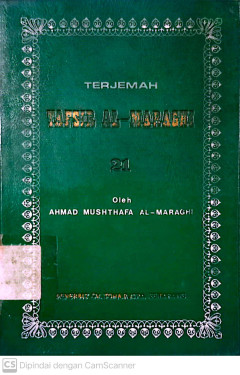 TERJEMAH
TAFSIR AL-MARAGHI
21
Oleh
AHMAD MUSHTHAFA AL-MARAGHI
CS Dipindai dengan CamScanner